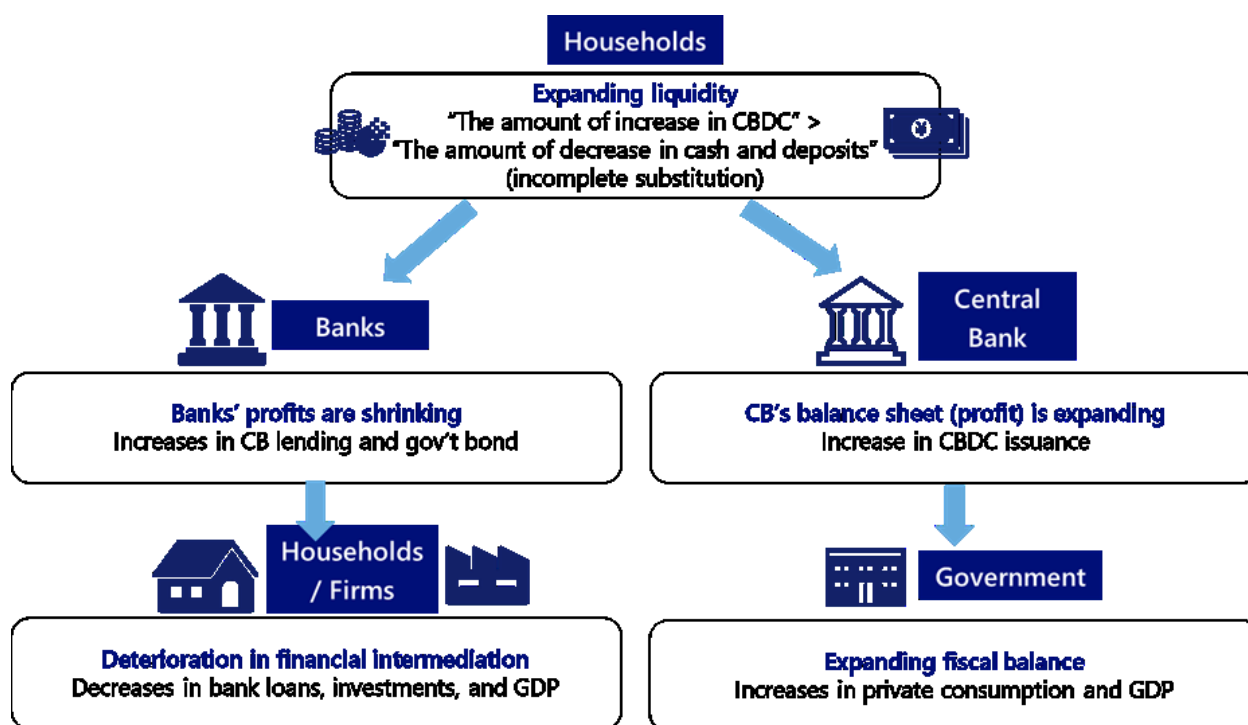 Households
Expanding liquidity
“The amount of increase in CBDC” >
“The amount of decrease in cash and deposits”
(incomplete substitution)
¥
Banks
Central
Bank
Banks’ profits are shrinking
Increases in CB lending and gov’t bond
CB’s balance sheet (profit) is expanding
Increase in CBDC issuance
Households
/ Firms
Government
Deterioration in financial intermediation
Decreases in bank loans, investments, and GDP
Expanding fiscal balance
Increases in private consumption and GDP